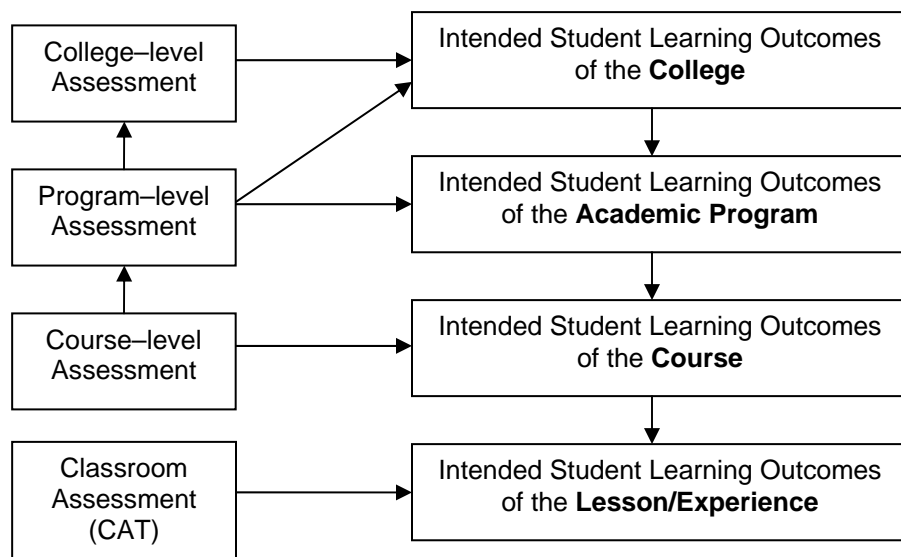 College–level
Assessment
Intended Student Learning Outcomes
of the College
Program–level
Assessment
Intended Student Learning Outcomes
of the Academic Program
Course–level
Assessment
Intended Student Learning Outcomes
of the Course
Classroom
Assessment
(CAT)
Intended Student Learning Outcomes
of the Lesson/Experience